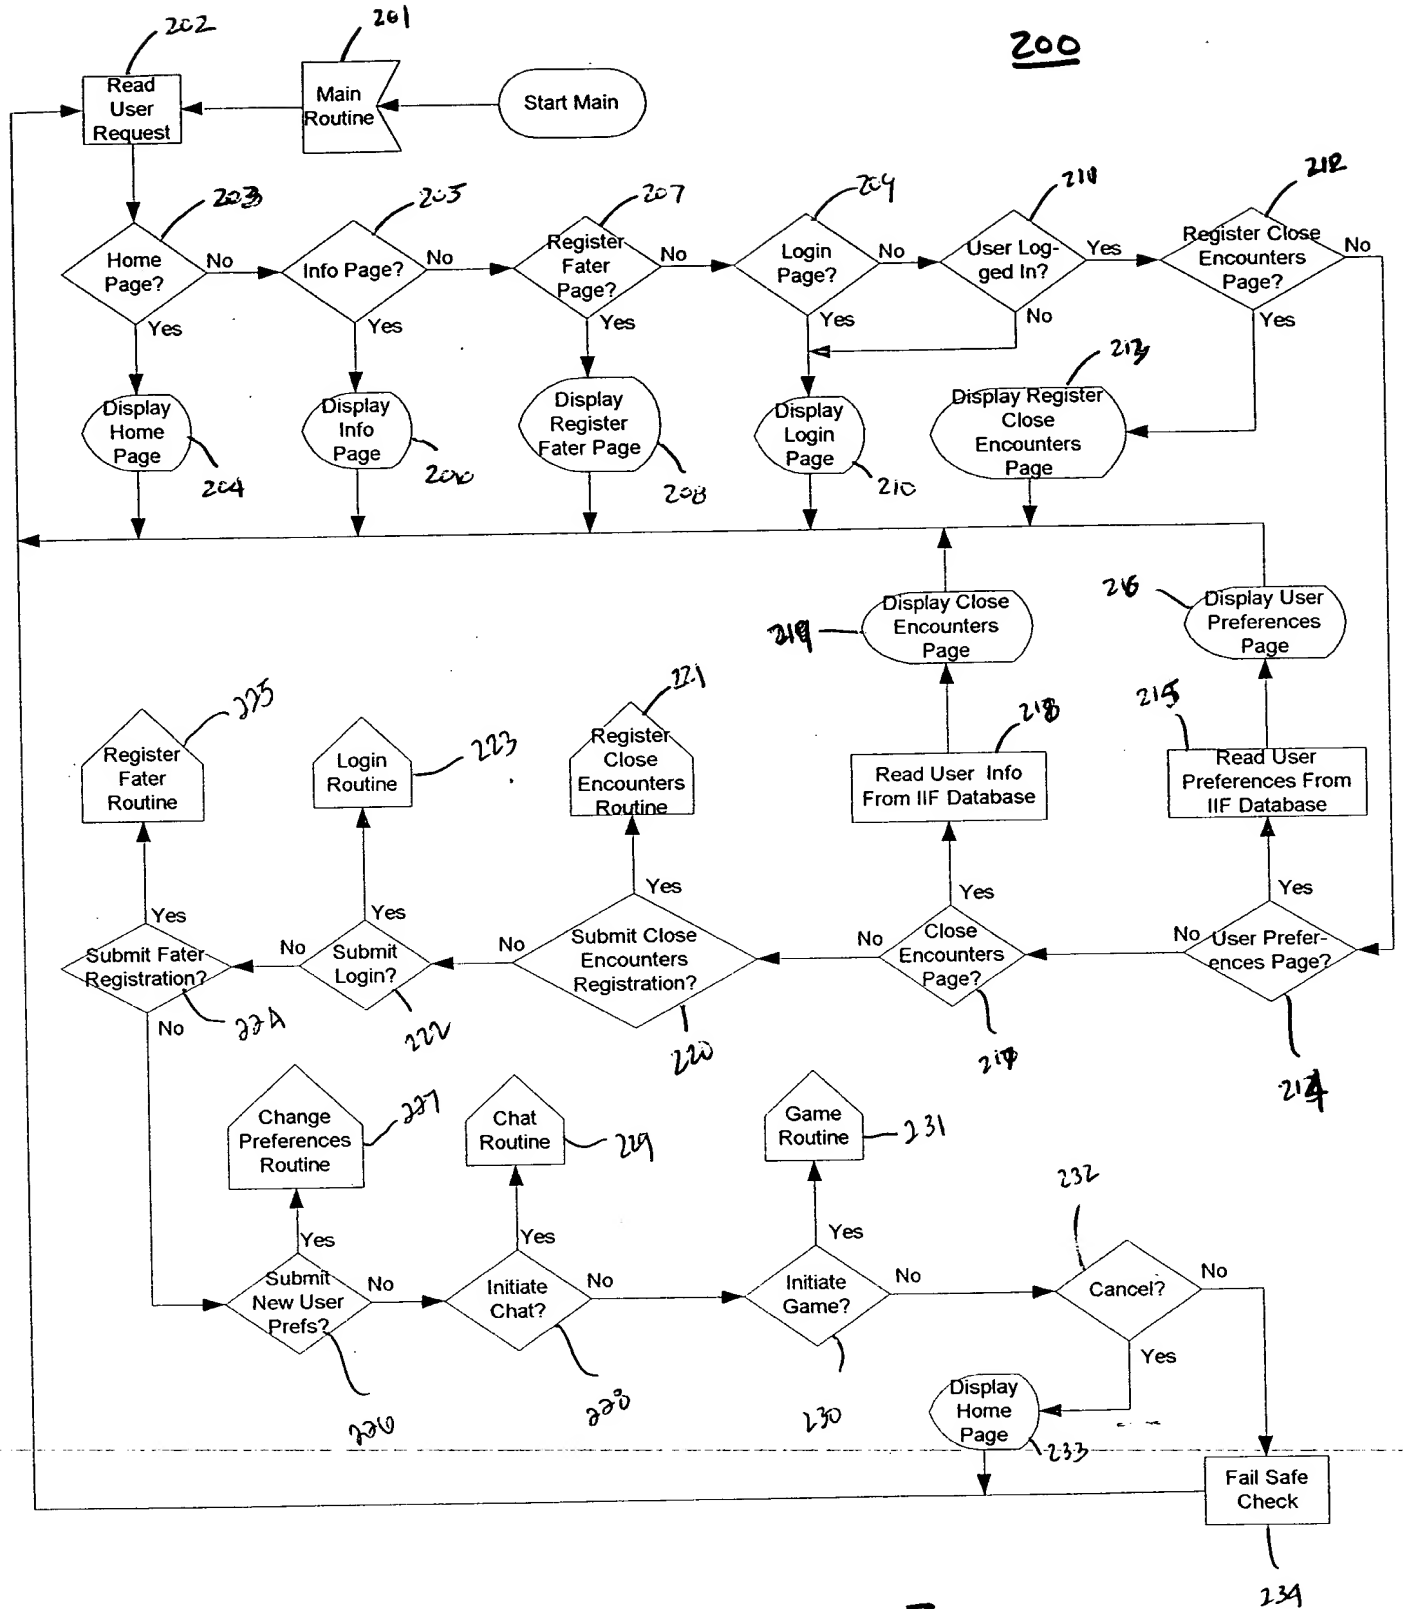 200
202
201
Read
User
Request
Main
Routine
Start Main
203
205
207
209
211
212
Home
Page?
No
Yes
Info Page?
No
Yes
Register
Fater
Page?
No
Yes
Login
Page?
No
Yes
User Log-
ged In?
Yes
No
Register Close
Encounters
Page?
No
Yes
Display
Home
Page
204
Display
Info
Page
206
Display
Register
Fater Page
208
Display
Login
Page
210
Display Register
Close
Encounters
Page
213
219
Display Close
Encounters
Page
216
Display User
Preferences
Page
225
Register
Fater
Routine
223
Login
Routine
221
Register
Close
Encounters
Routine
218
Read User Info
From IIF Database
215
Read User
Preferences From
IIF Database
Yes
Submit Fater
Registration?
No
224
Yes
No
Submit
Login?
222
Yes
No
Submit Close
Encounters
Registration?
220
Yes
No
Close
Encounters
Page?
217
Yes
No
User Prefer-
ences Page?
214
Change
Preferences
Routine
227
Chat
Routine
229
Game
Routine
231
232
Yes
Submit
New User
Prefs?
No
226
Yes
Initiate
Chat?
No
228
Yes
Initiate
Game?
No
230
Cancel?
No
Yes
Display
Home
Page
233
Fail Safe
Check
234